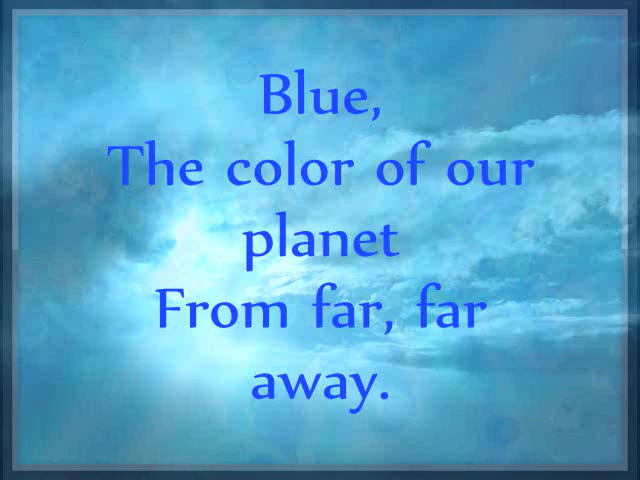 Blue,
The color of our
planet
From far, far
away.